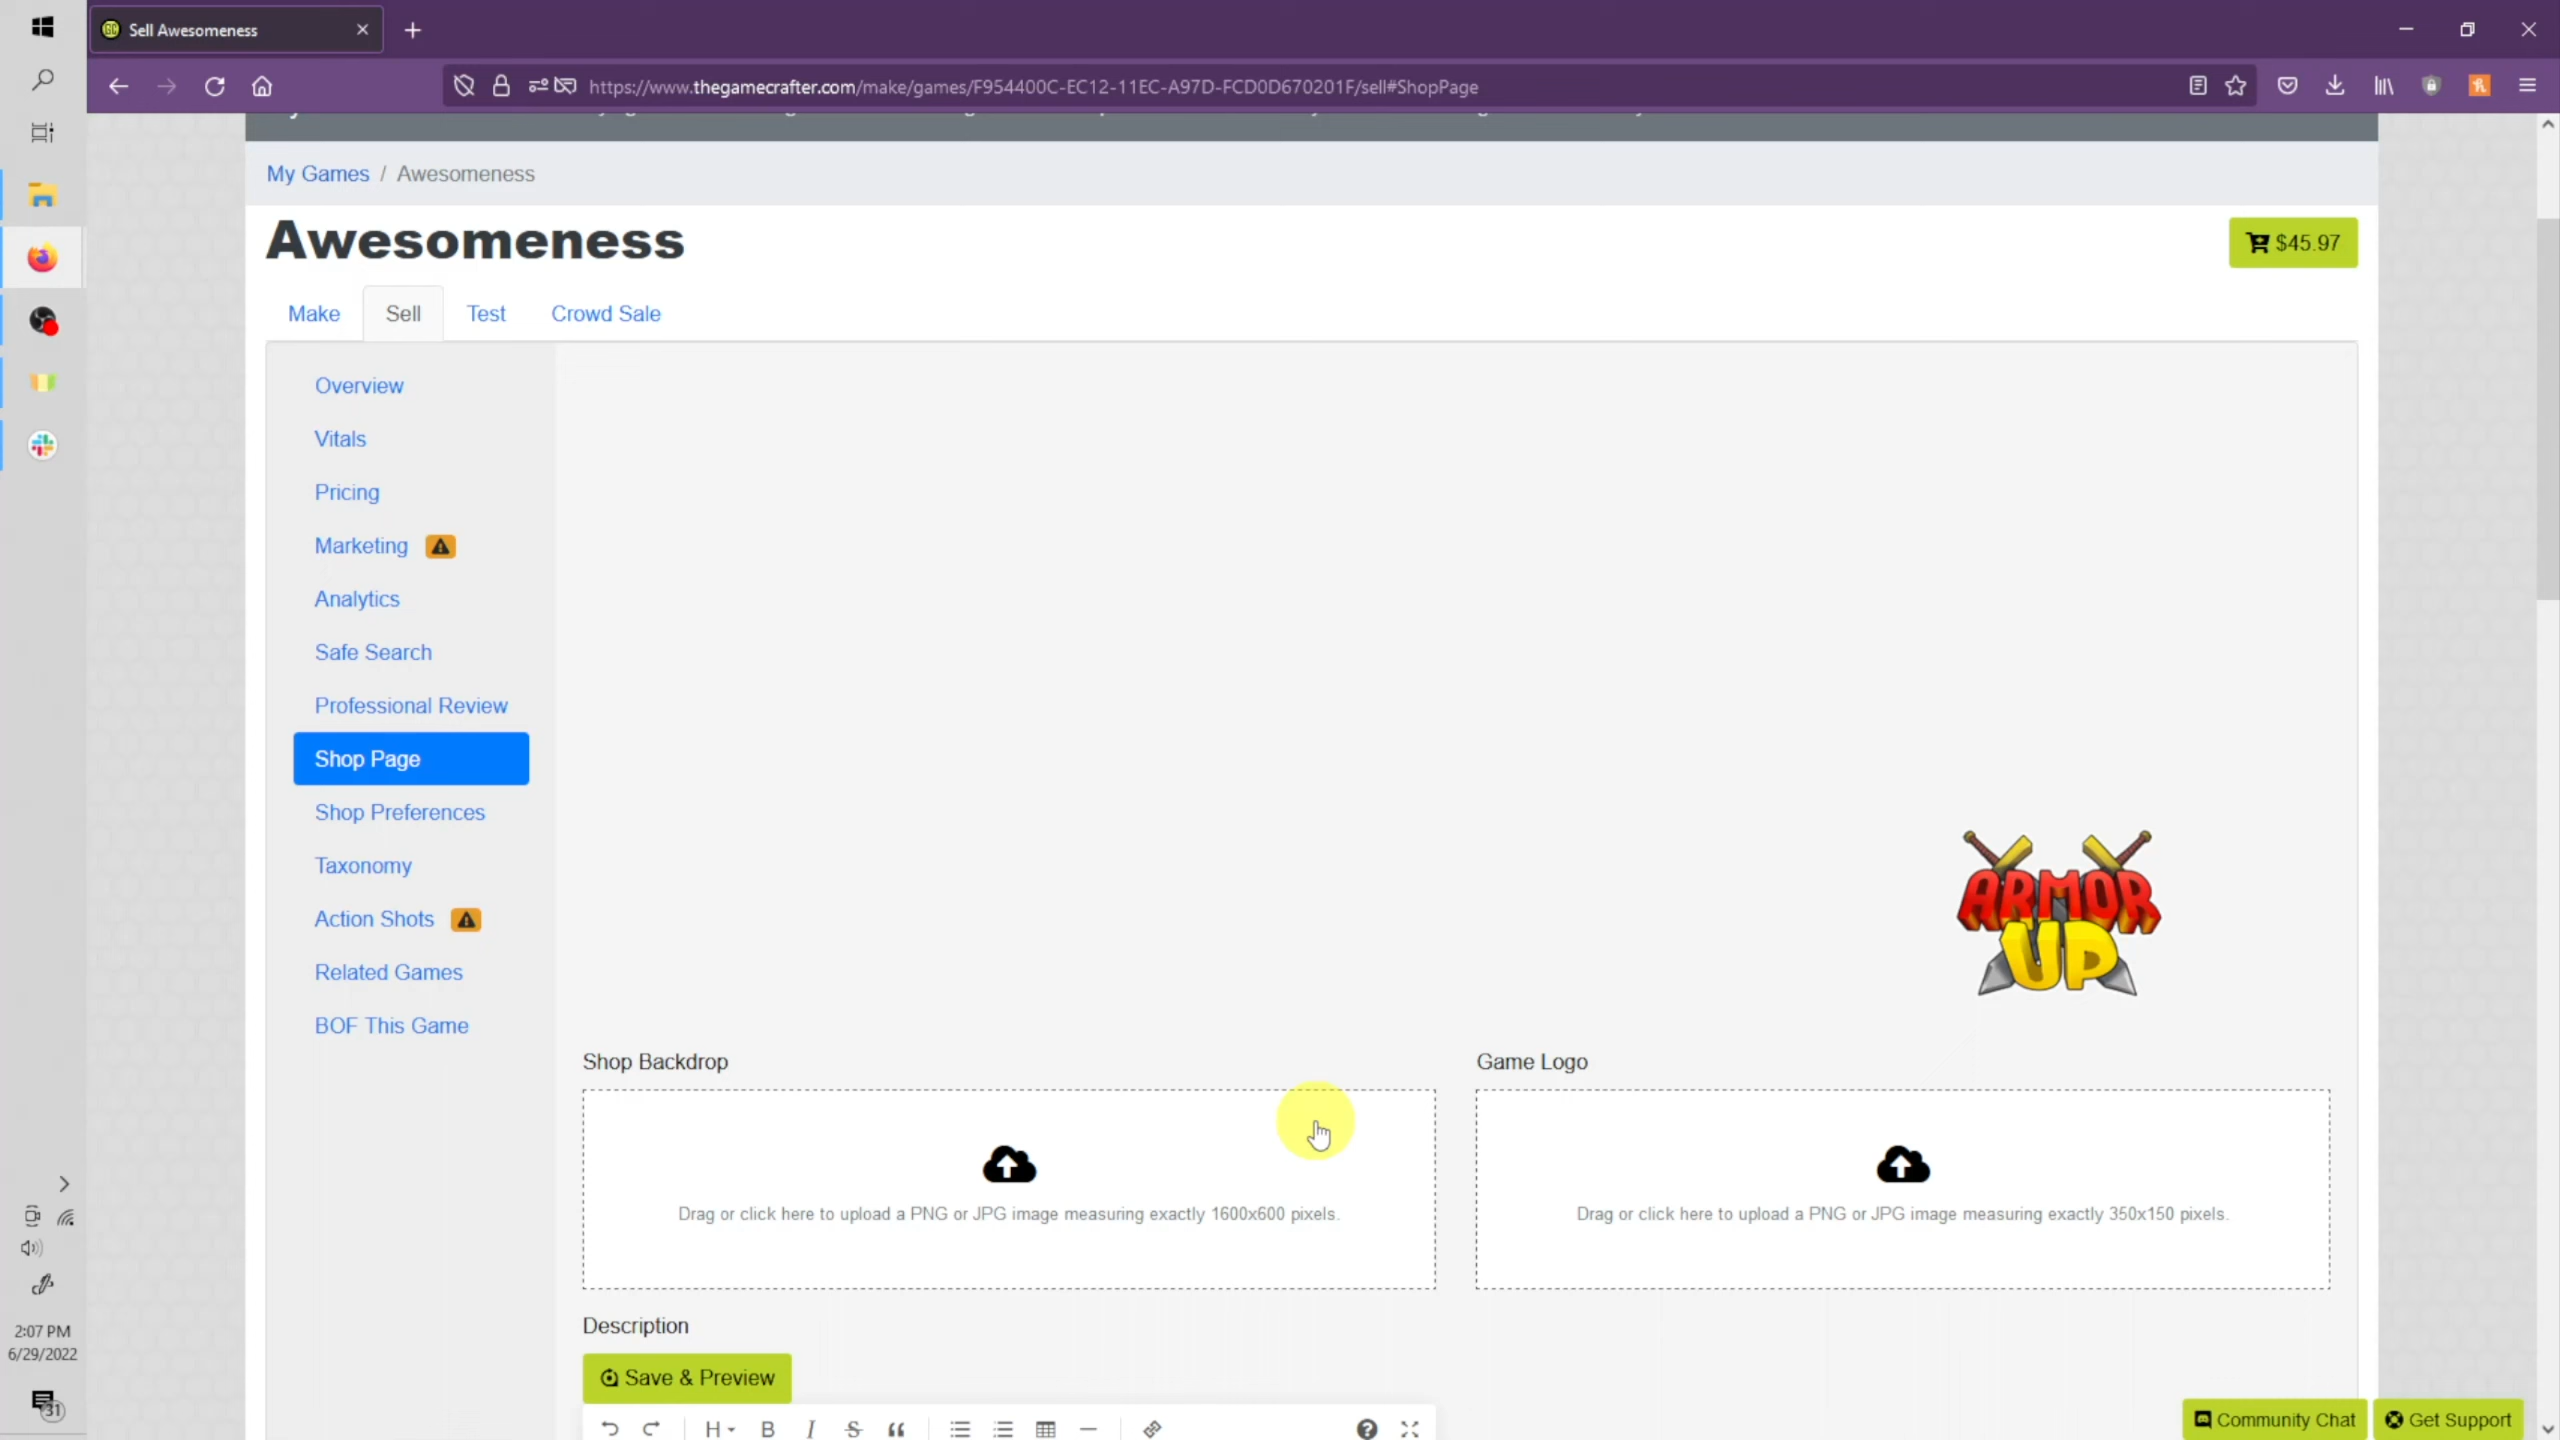 Sell Awesomeness
https://www.thegamecrafter.com/make/games/F954400C-EC12-11EC-A97D-FCD0D670201F/sell#ShopPage
My Games / Awesomeness
Awesomeness
$45.97
Make Sell Test Crowd Sale
Overview
Vitals
Pricing
Marketing
Analytics
Safe Search
Professional Review
Shop Page
Shop Preferences
Taxonomy
Action Shots
Related Games
BOF This Game
ARMOR
UP
Shop Backdrop
Game Logo
Drag or click here to upload a PNG or JPG image measuring exactly 1600x600 pixels.
Drag or click here to upload a PNG or JPG image measuring exactly 350x150 pixels.
Description
Save & Preview
H B I S
Community Chat
Get Support
2:07 PM
6/29/2022
31